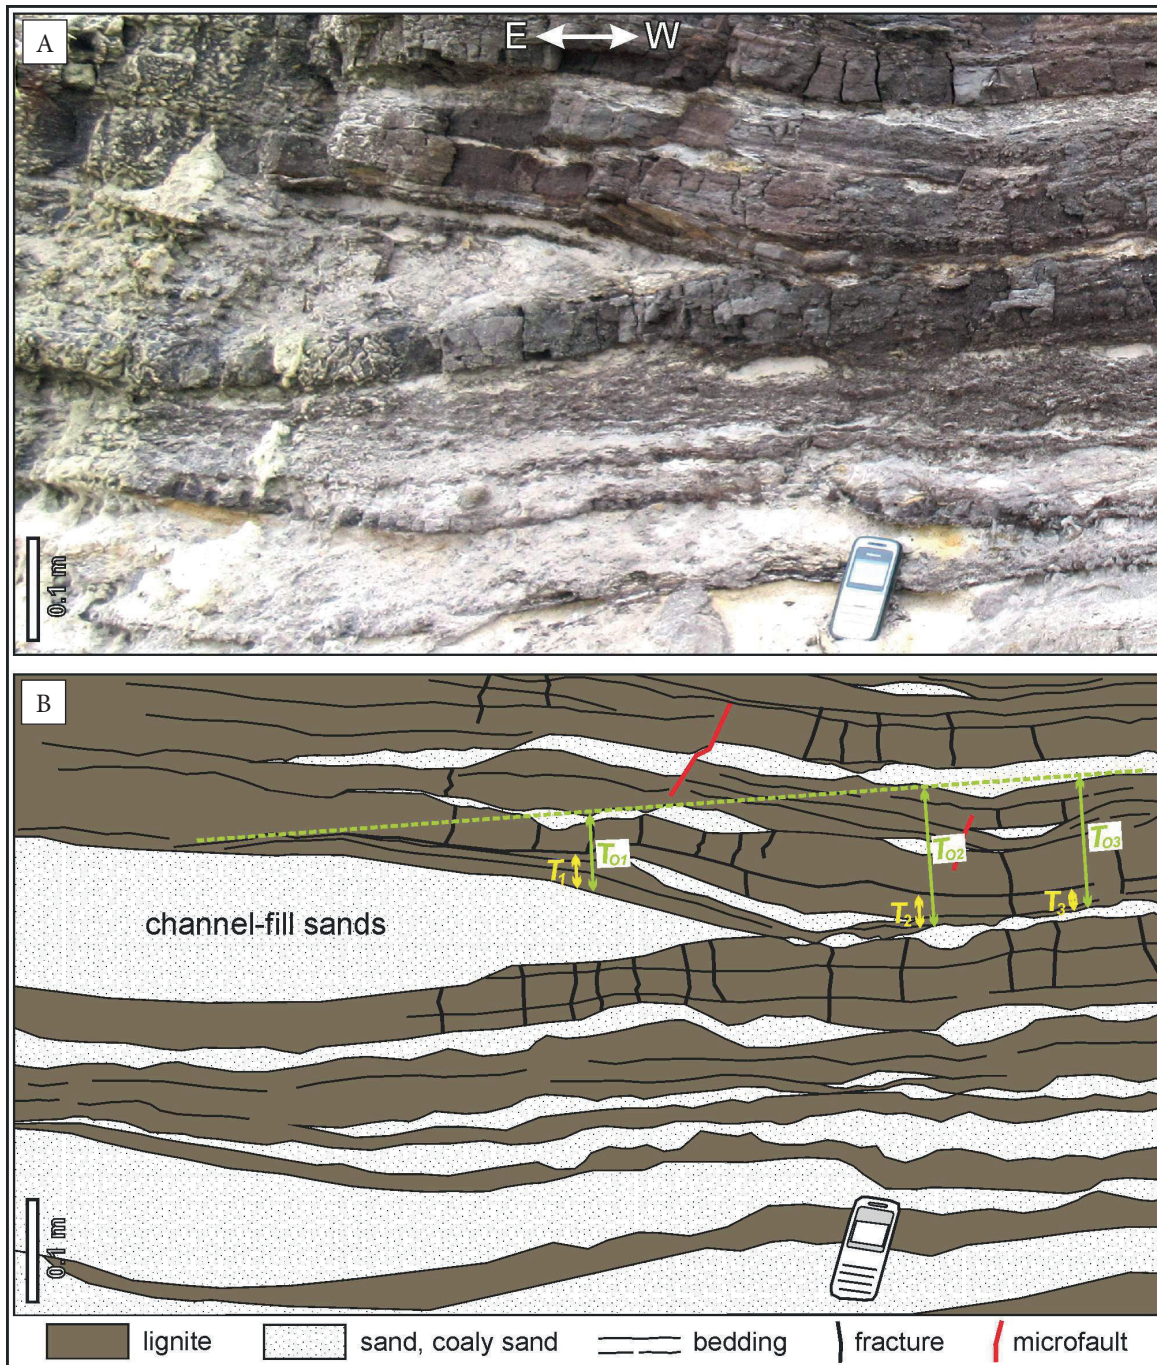 A
E W
0.1 m
B
T01
T02
T03
T1
T2
T3
channel-fill sands
0.1 m
lignite
sand, coaly sand
bedding
fracture
microfault